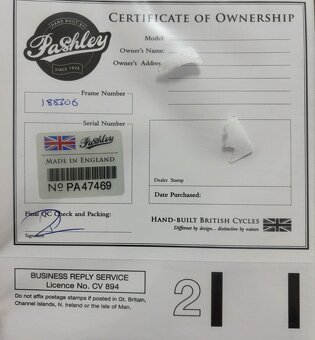 HAND CRAFTED
Pashley
SINCE 1926
CERTIFICATE OF OWNERSHIP
Model:
Owner's Name:
Owner's Address
Frame Number
188306
Serial Number
Pashley
MADE IN ENGLAND
No PA47469
Dealer Stamp
Date Purchased:
Final QC Check and Packing:
Signature
HAND-BUILT BRITISH CYCLES
Different by design... distinctive by nature
BUSINESS REPLY SERVICE
Licence No. CV 894
Do not affix postage stamps if posted in Gt. Britain,
Channel Islands, N. Ireland or the Isle of Man.
2